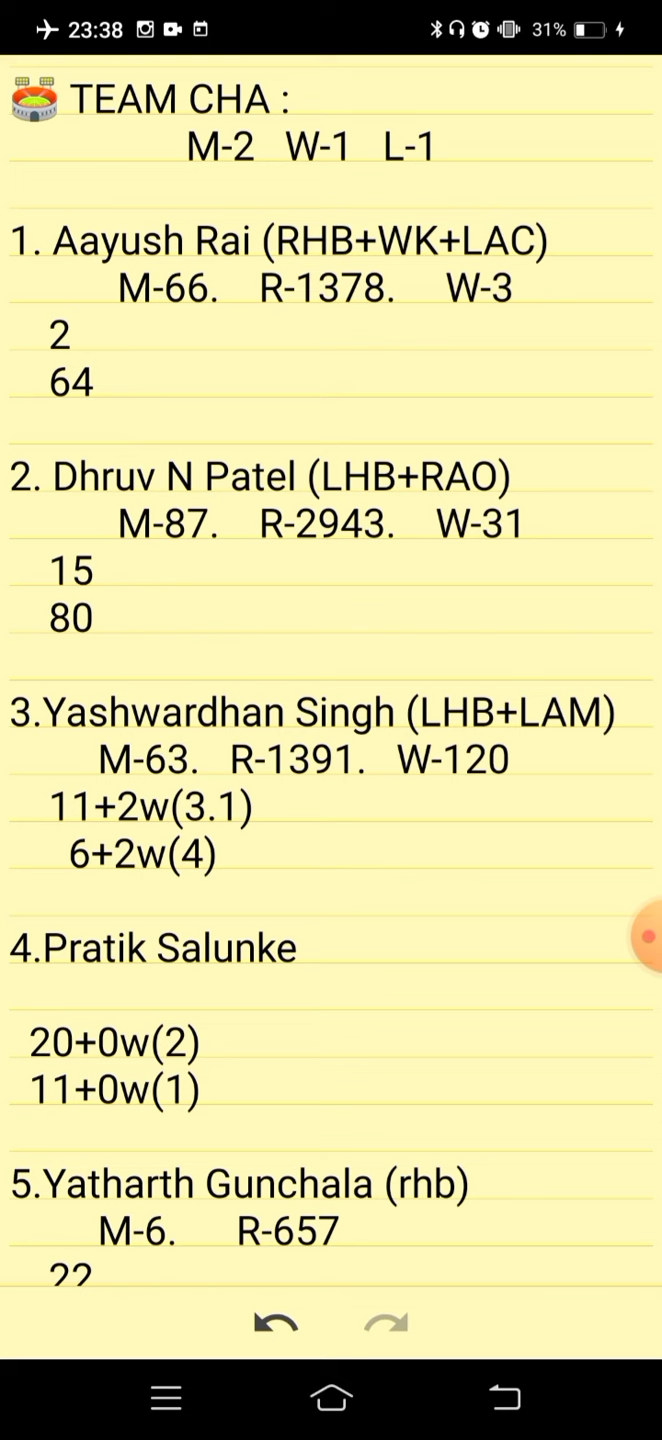 23:38 31%
TEAM CHA :
M-2 W-1 L-1
1. Aayush Rai (RHB+WK+LAC)
M-66. R-1378. W-3
2
64
2. Dhruv N Patel (LHB+RAO)
M-87. R-2943. W-31
15
80
3.Yashwardhan Singh (LHB+LAM)
M-63. R-1391. W-120
11+2w(3.1)
6+2w(4)
4.Pratik Salunke
20+0w(2)
11+0w(1)
5.Yatharth Gunchala (rhb)
M-6. R-657
22